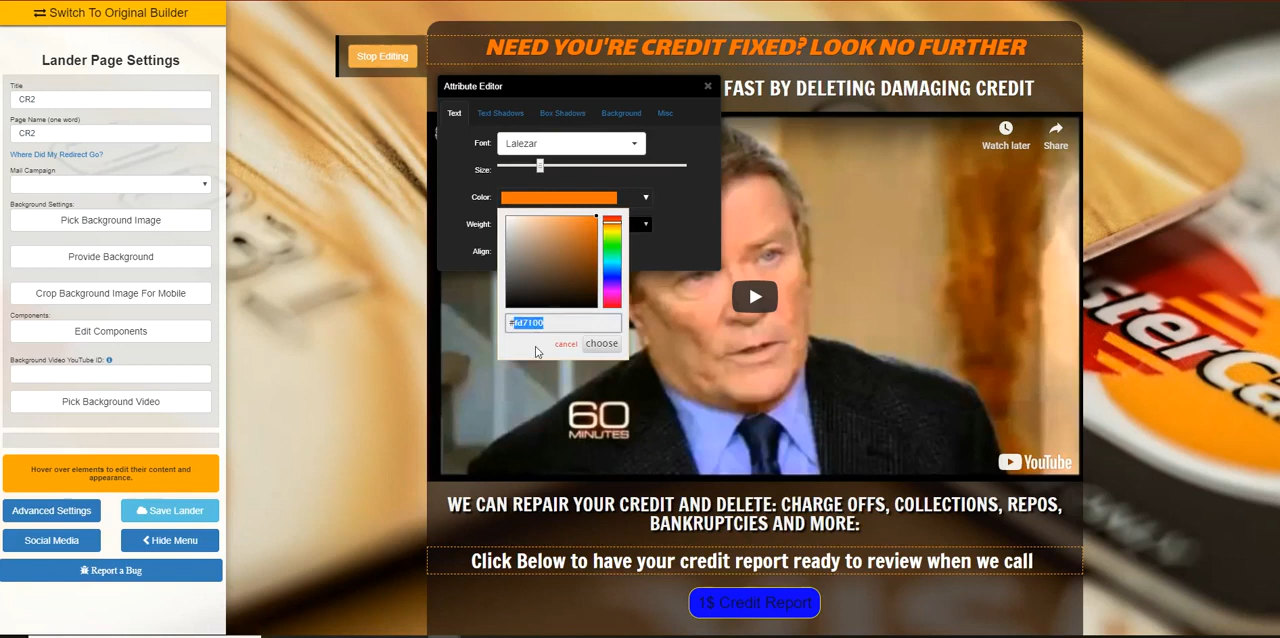 Switch To Original Builder
Lander Page Settings
Title
CR2
Page Name (one word)
CR2
Where Did My Redirect Go?
Mail Campaign
Background Settings:
Pick Background Image
Provide Background
Crop Background Image For Mobile
Components:
Edit Components
Background Video YouTube ID:
Pick Background Video
Hover over elements to edit their content and
appearance.
Advanced Settings
Save Lander
Social Media
Hide Menu
Report a Bug
Stop Editing
NEED YOU'RE CREDIT FIXED? LOOK NO FURTHER
FAST BY DELETING DAMAGING CREDIT
Attribute Editor
Text
Text Shadows
Box Shadows
Background
Misc
Font:
Lalezar
Size:
Color:
Weight:
Align:
#fd7100
cancel
choose
Watch later
Share
60
MINUTES
YouTube
WE CAN REPAIR YOUR CREDIT AND DELETE: CHARGE OFFS, COLLECTIONS, REPOS,
BANKRUPTCIES AND MORE:
Click Below to have your credit report ready to review when we call
1$ Credit Report